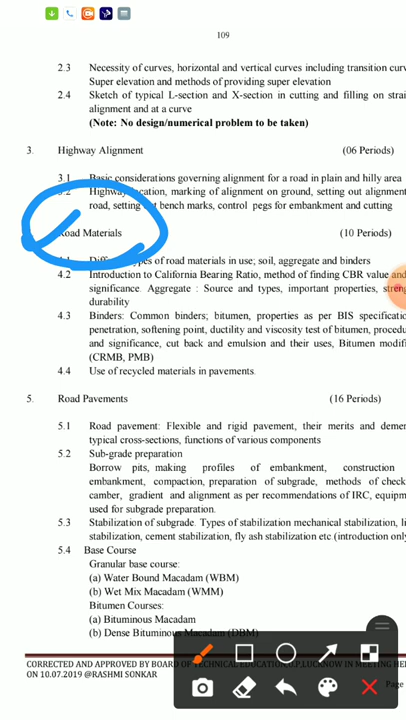 109
2.3 Necessity of curves, horizontal and vertical curves including transition
Super elevation and methods of providing super elevation
2.4 Sketch of typical L-section and X-section in cutting and filling on
alignment and at a curve
(Note: No design/numerical problem to be taken)
3. Highway Alignment (06 Periods)
3.1 Basic considerations governing alignment for a road in plain and hilly area
3.2 Highway location, marking of alignment on ground, setting out alignment
road, setting out bench marks, control pegs for embankment and cutting
Road Materials (10 Periods)
types of road materials in use; soil, aggregate and binders
4.2 Introduction to California Bearing Ratio, method of finding CBR value and
significance. Aggregate : Source and types, important properties,
durability
4.3 Binders: Common binders; bitumen, properties as per BIS
penetration, softening point, ductility and viscosity test of bitumen,
and significance, cut back and emulsion and their uses, Bitumen
(CRMB, PMB)
4.4 Use of recycled materials in pavements.
5. Road Pavements (16 Periods)
5.1 Road pavement: Flexible and rigid pavement, their merits and
typical cross-sections, functions of various components
5.2 Sub-grade preparation
Borrow pits, making profiles of embankment, construction
embankment, compaction, preparation of subgrade, methods of
camber, gradient and alignment as per recommendations of IRC,
used for subgrade preparation.
5.3 Stabilization of subgrade. Types of stabilization mechanical stabilization,
stabilization, cement stabilization, fly ash stabilization etc (introduction
5.4 Base Course
Granular base course:
(a) Water Bound Macadam (WBM)
(b) Wet Mix Macadam (WMM)
Bitumen Courses:
(a) Bituminous Macadam
(b) Dense Bituminous Macadam (DBM)
CORRECTED AND APPROVED BY BOARD OF TECHNICAL EDUCATION U.P. LUCKNOW IN MEETING
ON 10.07.2019 @RASHMI SONKAR
Page